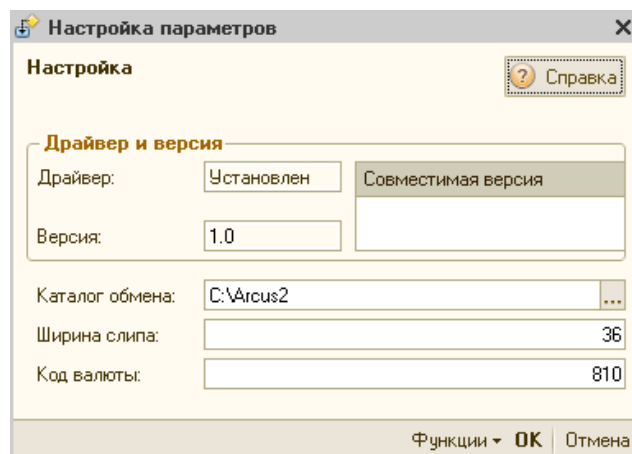 Настройка параметров
Настройка
Справка
Драйвер и версия
Драйвер: Установлен Совместимая версия
Версия: 1.0
Каталог обмена: C:\Arcus2 ...
Ширина слипа: 36
Код валюты: 810
Функции OK Отмена